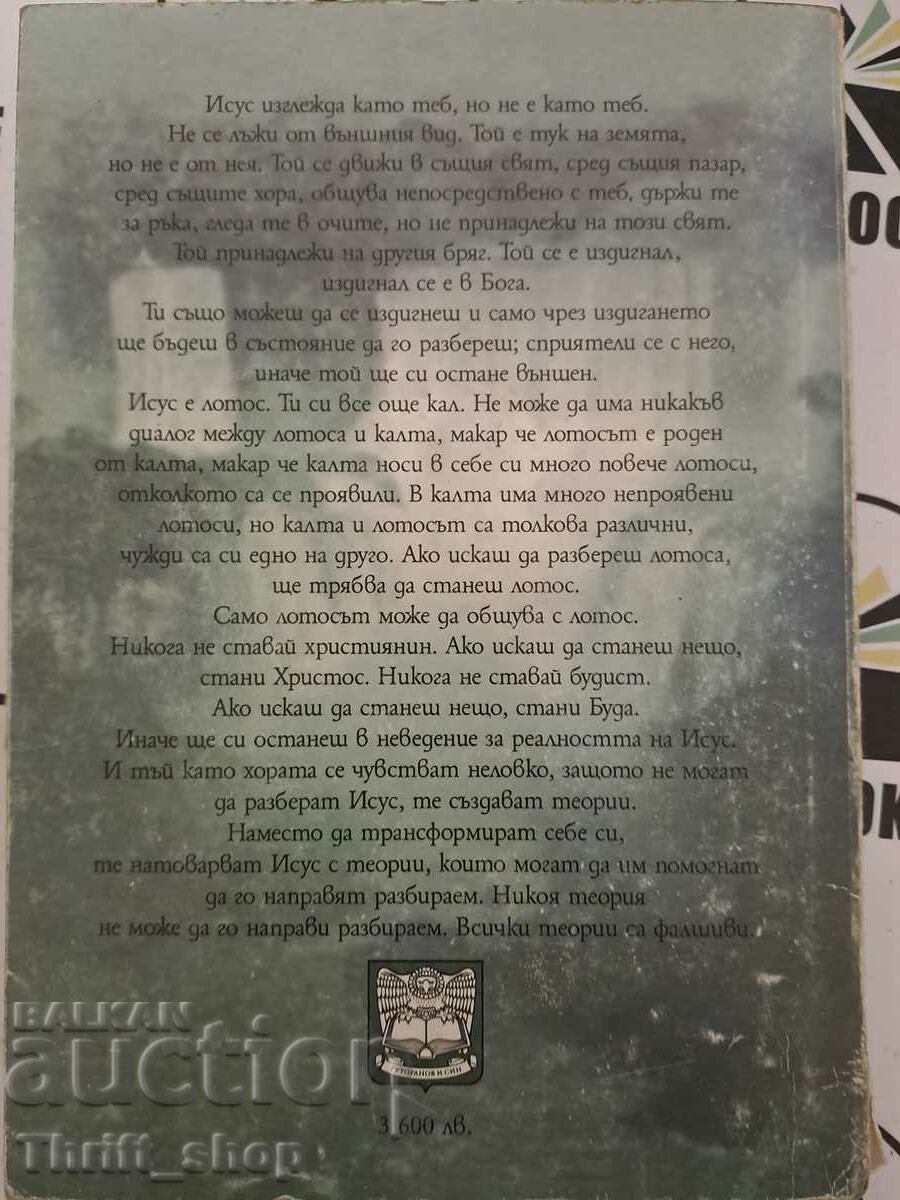 Исус изглежда като теб, но не е като теб.
Не се лъжи от външния вид. Той е тук на земята,
но не е от нея. Той се движи в същия свят, сред същия пазар,
сред същите хора, общува непосредствено с теб, държи те
за ръка, гледа те в очите, но не принадлежи на този свят.
Той принадлежи на другия бряг. Той се е издигнал,
издигнал се е в Бога.
Ти също можеш да се издигнеш и само чрез издигането
ще бъдеш в състояние да го разбереш; сприятели се с него,
иначе той ще си остане външен.
Исус е лотос. Ти си все още кал. Не може да има никакъв
диалог между лотоса и калта, макар че лотосът е роден
от калта, макар че калта носи в себе си много повече лотоси,
отколкото са се проявили. В калта има много непроявени
лотоси, но калта и лотосът са толкова различни,
чужди са си едно на друго. Ако искаш да разбереш лотоса,
ще трябва да станеш лотос.
Само лотосът може да общува с лотос.
Никога не ставай християнин. Ако искаш да станеш нещо,
стани Христос. Никога не ставай будист.
Ако искаш да станеш нещо, стани Буда.
Иначе ще си останеш в неведение за реалността на Исус.
И тъй като хората се чувстват неловко, защото не могат
да разберат Исус, те създават теории.
Наместо да трансформират себе си,
те натоварват Исус с теории, които могат да им помогнат
да го направят разбираем. Никоя теория
не може да го направи разбираем. Всички теории са фалшиви.
ГУТОРАНОВ И СИН
3 600 лв.
BALKAN
auction
Thrift_shop
ОС
ОК